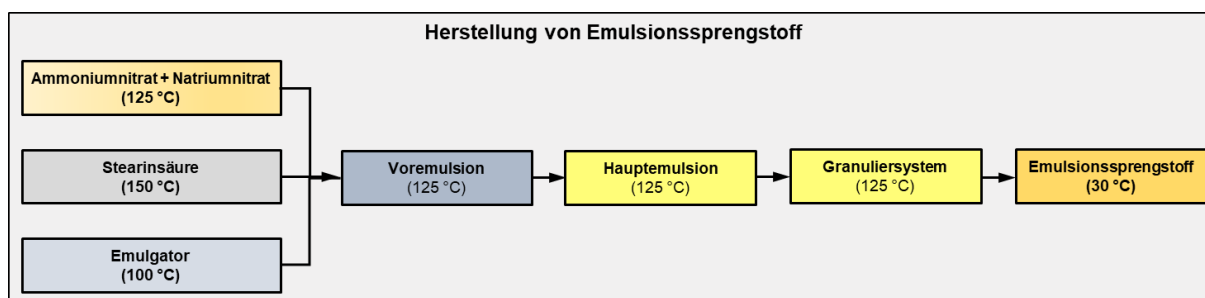 Herstellung von Emulsionssprengstoff
Ammoniumnitrat + Natriumnitrat
(125 °C)
Stearinsäure
(150 °C)
Emulgator
(100 °C)
Voremulsion
(125 °C)
Hauptemulsion
(125 °C)
Granuliersystem
(125 °C)
Emulsionssprengstoff
(30 °C)